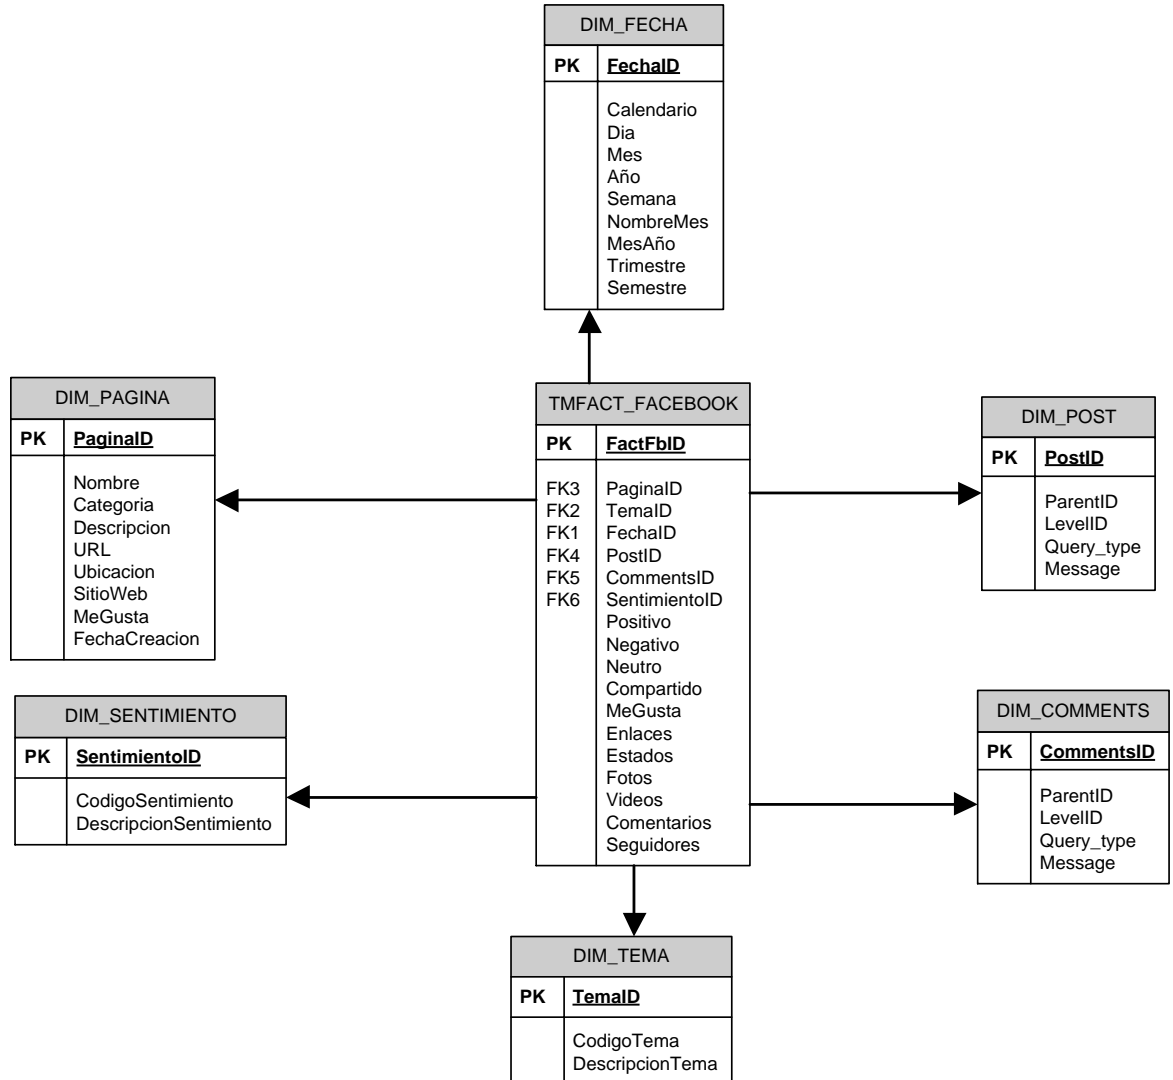 DIM_FECHA
PK FechaID
Calendario
Dia
Mes
Año
Semana
NombreMes
MesAño
Trimestre
Semestre
DIM_PAGINA
PK PaginaID
Nombre
Categoria
Descripcion
URL
Ubicacion
SitioWeb
MeGusta
FechaCreacion
TMFACT_FACEBOOK
PK FactFbID
FK3 PaginaID
FK2 TemaID
FK1 FechaID
FK4 PostID
FK5 CommentsID
FK6 SentimientoID
Positivo
Negativo
Neutro
Compartido
MeGusta
Enlaces
Estados
Fotos
Videos
Comentarios
Seguidores
DIM_POST
PK PostID
ParentID
LevelID
Query_type
Message
DIM_SENTIMIENTO
PK SentimientoID
CodigoSentimiento
DescripcionSentimiento
DIM_COMMENTS
PK CommentsID
ParentID
LevelID
Query_type
Message
DIM_TEMA
PK TemaID
CodigoTema
DescripcionTema